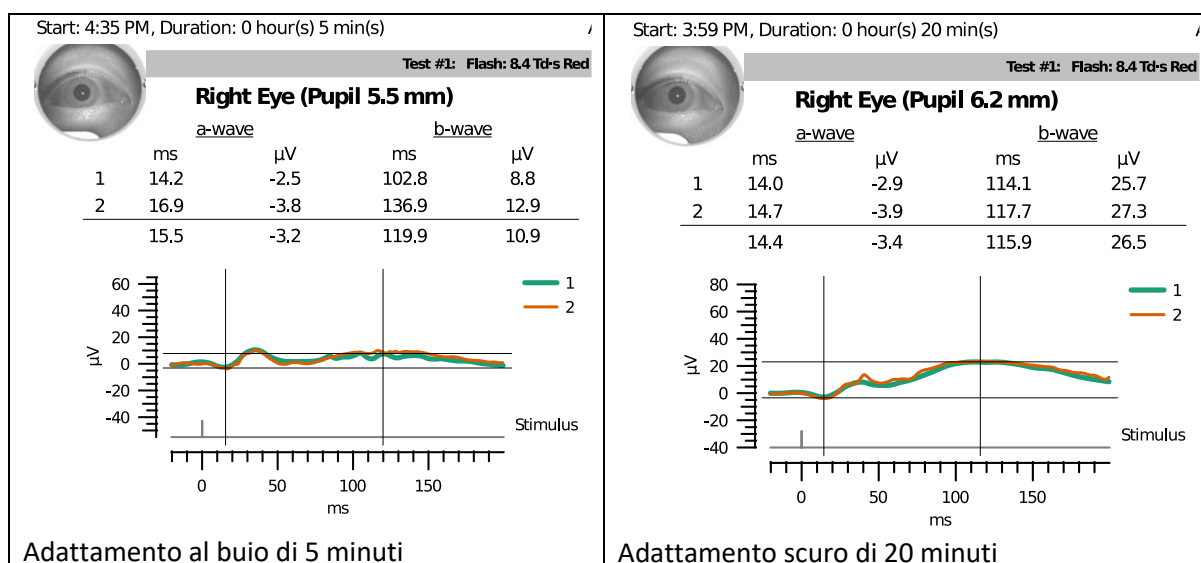 Start: 4:35 PM, Duration: 0 hour(s) 5 min(s)
Test #1: Flash: 8.4 Td·s Red
Right Eye (Pupil 5.5 mm)
a-wave b-wave
ms µV ms µV
1 14.2 -2.5 102.8 8.8
2 16.9 -3.8 136.9 12.9
15.5 -3.2 119.9 10.9
60
40
20
0
-20
-40
µV
1
2
Stimulus
0 50 100 150
ms
Adattamento al buio di 5 minuti
Start: 3:59 PM, Duration: 0 hour(s) 20 min(s)
Test #1: Flash: 8.4 Td·s Red
Right Eye (Pupil 6.2 mm)
a-wave b-wave
ms µV ms µV
1 14.0 -2.9 114.1 25.7
2 14.7 -3.9 117.7 27.3
14.4 -3.4 115.9 26.5
80
60
40
20
0
-20
-40
µV
1
2
Stimulus
0 50 100 150
ms
Adattamento scuro di 20 minuti